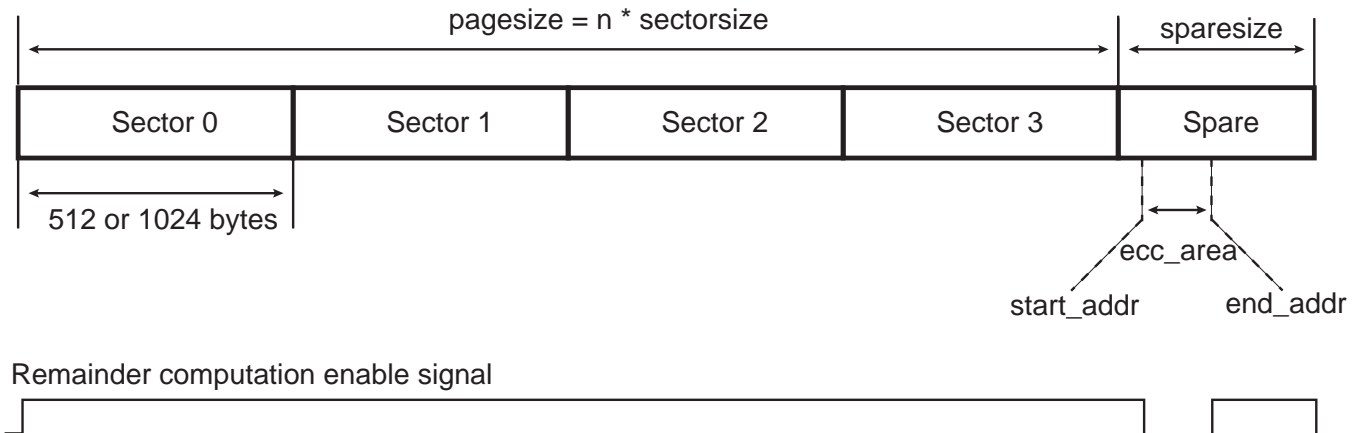 pagesize = n * sectorsize
sparesize
Sector 0
Sector 1
Sector 2
Sector 3
Spare
512 or 1024 bytes
ecc_area
start_addr
end_addr
Remainder computation enable signal